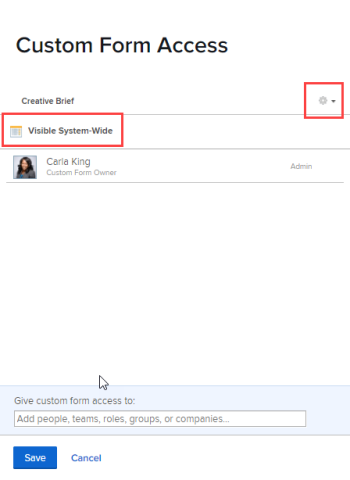 Custom Form Access
Creative Brief
Visible System-Wide
Carla King
Custom Form Owner
Admin
Give custom form access to:
Add people, teams, roles, groups, or companies...
Save
Cancel